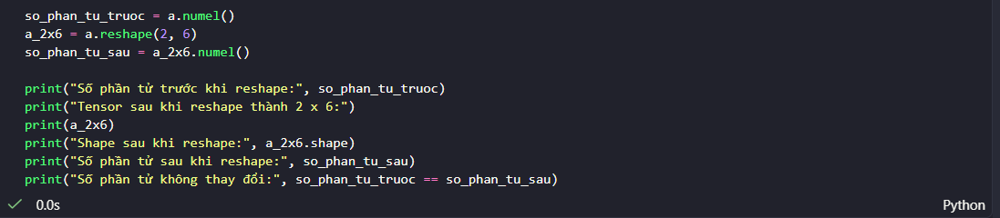 so_phan_tu_truoc = a.numel()
a_2x6 = a.reshape(2, 6)
so_phan_tu_sau = a_2x6.numel()
print("Số phần tử trước khi reshape:", so_phan_tu_truoc)
print("Tensor sau khi reshape thành 2 x 6:")
print(a_2x6)
print("Shape sau khi reshape:", a_2x6.shape)
print("Số phần tử sau khi reshape:", so_phan_tu_sau)
print("Số phần tử không thay đổi:", so_phan_tu_truoc == so_phan_tu_sau)
0.0s Python